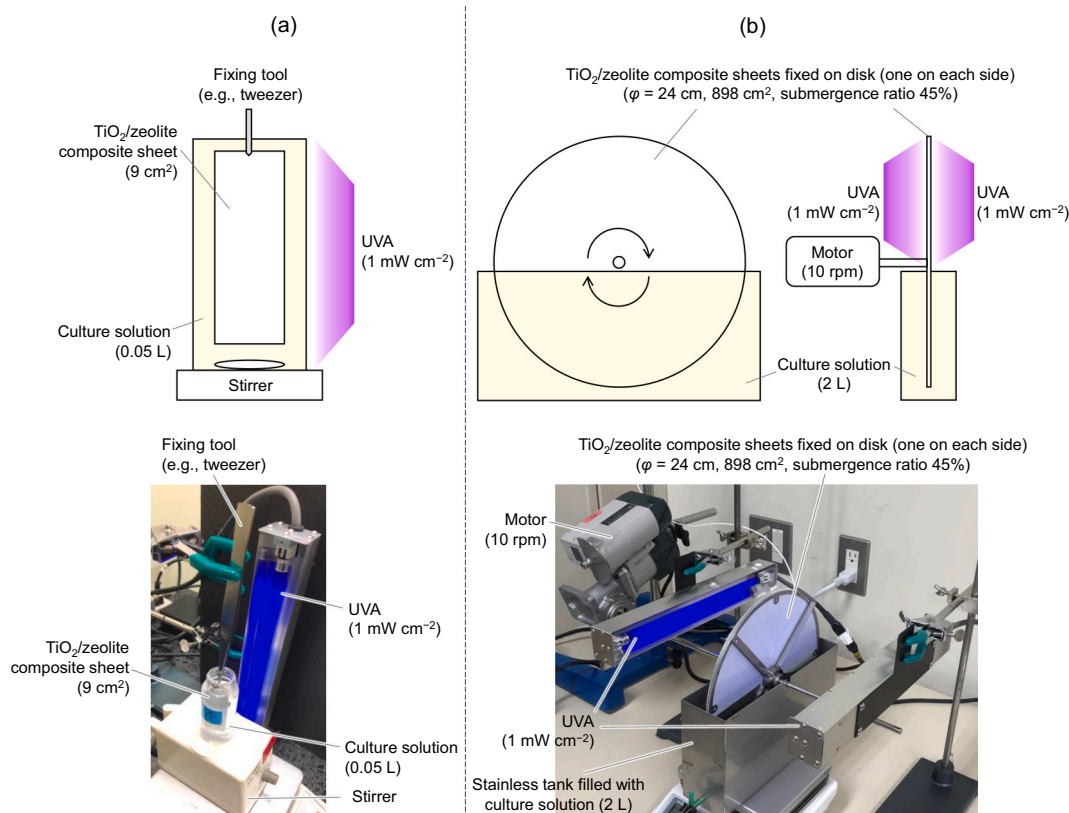 (a)
Fixing tool
(e.g., tweezer)
TiO₂/zeolite
composite sheet
(9 cm²)
UVA
(1 mW cm⁻²)
Culture solution
(0.05 L)
Stirrer
Fixing tool
(e.g., tweezer)
UVA
(1 mW cm⁻²)
TiO₂/zeolite
composite sheet
(9 cm²)
Culture solution
(0.05 L)
Stirrer
(b)
TiO₂/zeolite composite sheets fixed on disk (one on each side)
(φ = 24 cm, 898 cm², submergence ratio 45%)
UVA
(1 mW cm⁻²)
UVA
(1 mW cm⁻²)
Motor
(10 rpm)
Culture solution
(2 L)
TiO₂/zeolite composite sheets fixed on disk (one on each side)
(φ = 24 cm, 898 cm², submergence ratio 45%)
Motor
(10 rpm)
UVA
(1 mW cm⁻²)
Stainless tank filled with
culture solution (2 L)